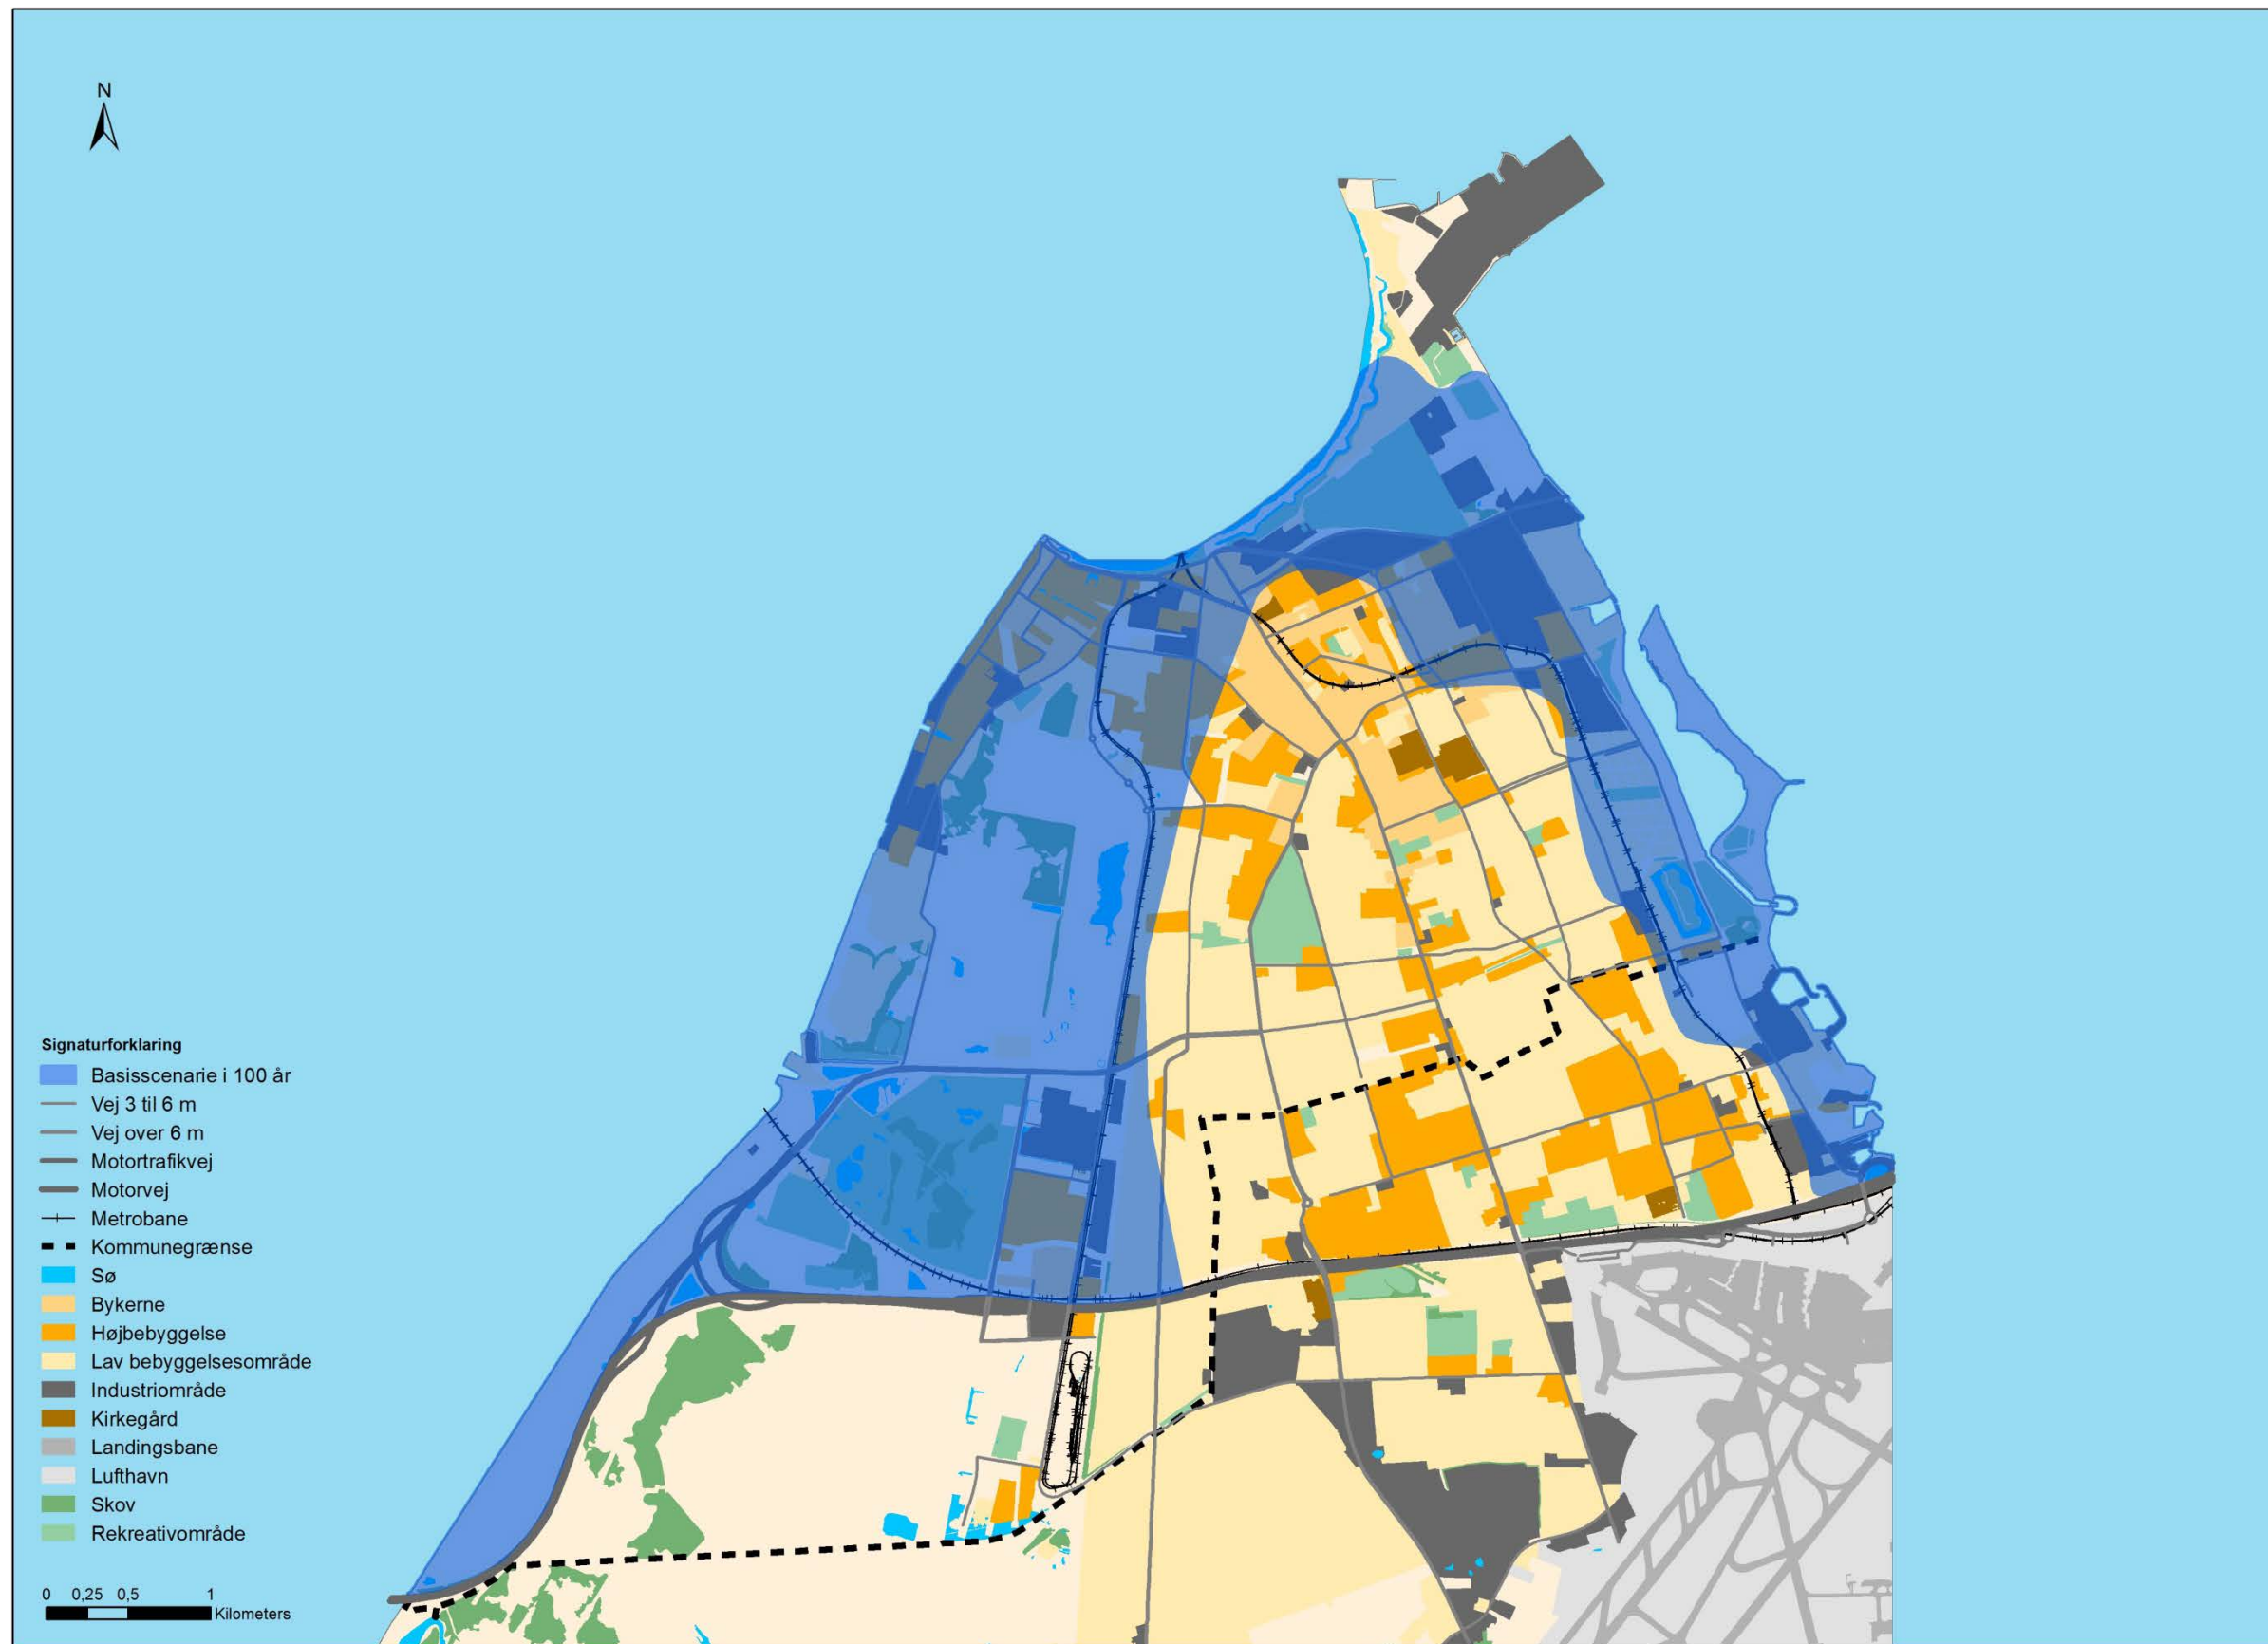 N
Signaturforklaring
Basisscenarie i 100 år
Vej 3 til 6 m
Vej over 6 m
Motortrafikvej
Motorvej
Metrobane
Kommunegrænse
Sø
Bykerne
Højbebyggelse
Lav bebyggelsesområde
Industriområde
Kirkegård
Landingsbane
Lufthavn
Skov
Rekreativområde
0 0,25 0,5 1
Kilometers